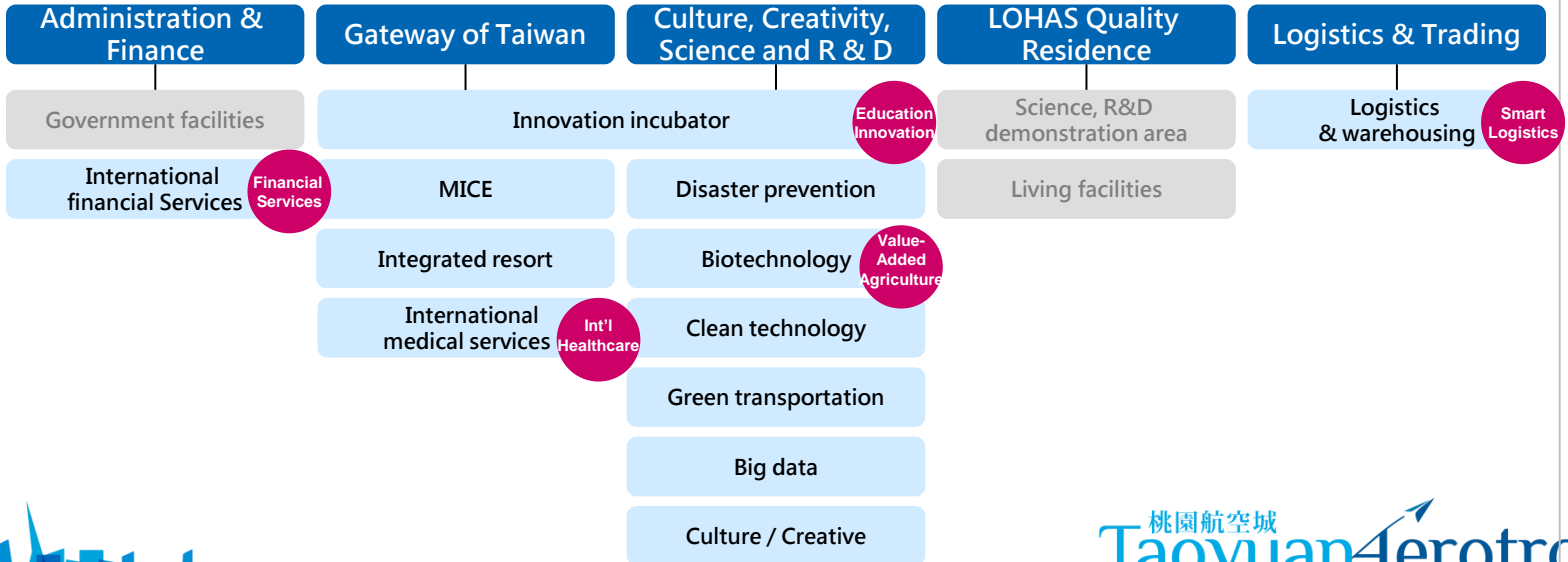 Administration &
Finance
Gateway of Taiwan
Culture, Creativity,
Science and R & D
LOHAS Quality
Residence
Logistics & Trading
Government facilities
Innovation incubator
Education
Innovation
Science, R&D
demonstration area
Logistics
& warehousing
Smart
Logistics
International
financial Services
Financial
Services
MICE
Disaster prevention
Living facilities
Integrated resort
Biotechnology
Value-
Added
Agriculture
International
medical services
Int'l
Healthcare
Clean technology
Green transportation
Big data
Culture / Creative
桃園航空城
Taoyuan Aerotro